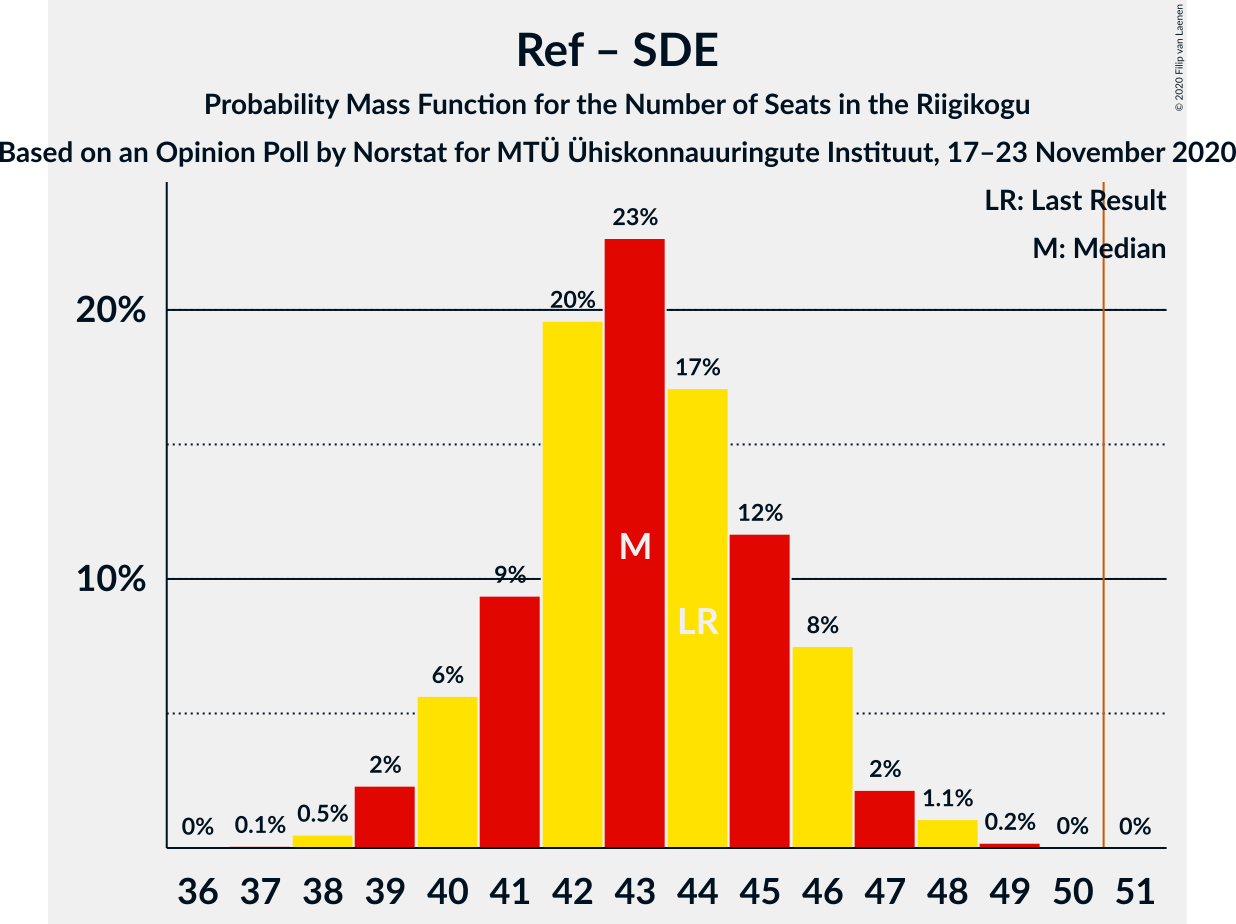 Ref – SDE
Probability Mass Function for the Number of Seats in the Riigikogu
Based on an Opinion Poll by Norstat for MTÜ Ühiskonnauuringute Instituut, 17–23 November 2020
© 2020 Filip van Laenen
LR: Last Result
M: Median
23%
20%
20%
17%
12%
M
10%
9%
LR
8%
6%
2%
2%
1.1%
0.5%
0.2%
0%
0.1%
0%
0%
36 37 38 39 40 41 42 43 44 45 46 47 48 49 50 51